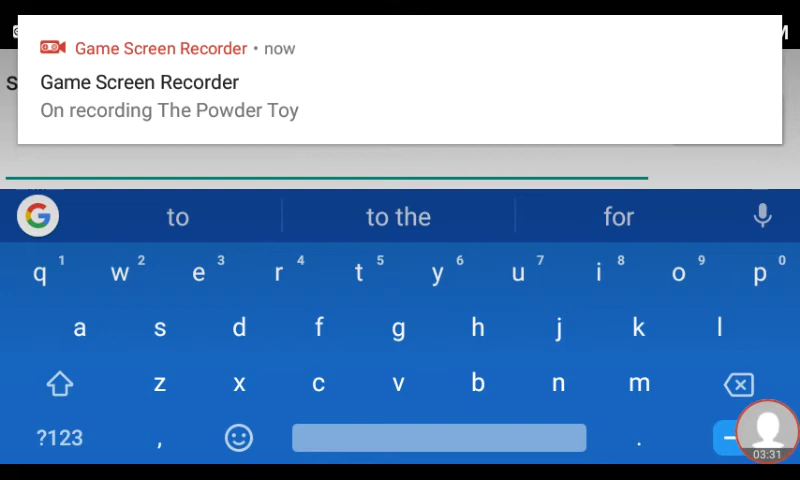 Game Screen Recorder • now
Game Screen Recorder
On recording The Powder Toy
to to the for
q 1 w 2 e 3 r 4 t 5 y 6 u 7 i 8 o 9 p 0
a s d f g h j k l
z x c v b n m
?123 , .
03:31